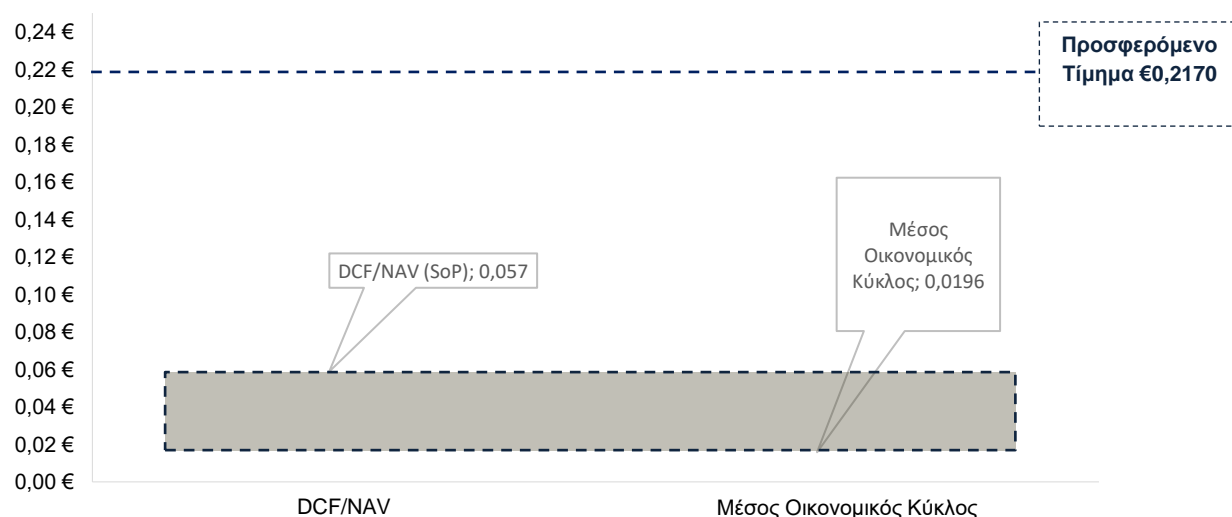 0,24 €
0,22 €
0,20 €
0,18 €
0,16 €
0,14 €
0,12 €
0,10 €
0,08 €
0,06 €
0,04 €
0,02 €
0,00 €
Προσφερόμενο
Τίμημα €0,2170
DCF/NAV (SoP); 0,057
Μέσος
Οικονομικός
Κύκλος; 0,0196
DCF/NAV
Μέσος Οικονομικός Κύκλος